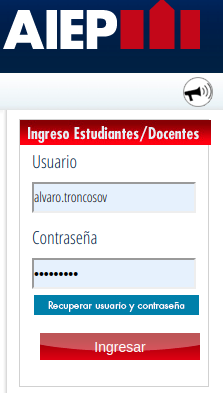 AIEP
Ingreso Estudiantes/Docentes
Usuario
alvaro.troncosov
Contraseña
•••••••••
Recuperar usuario y contraseña
Ingresar